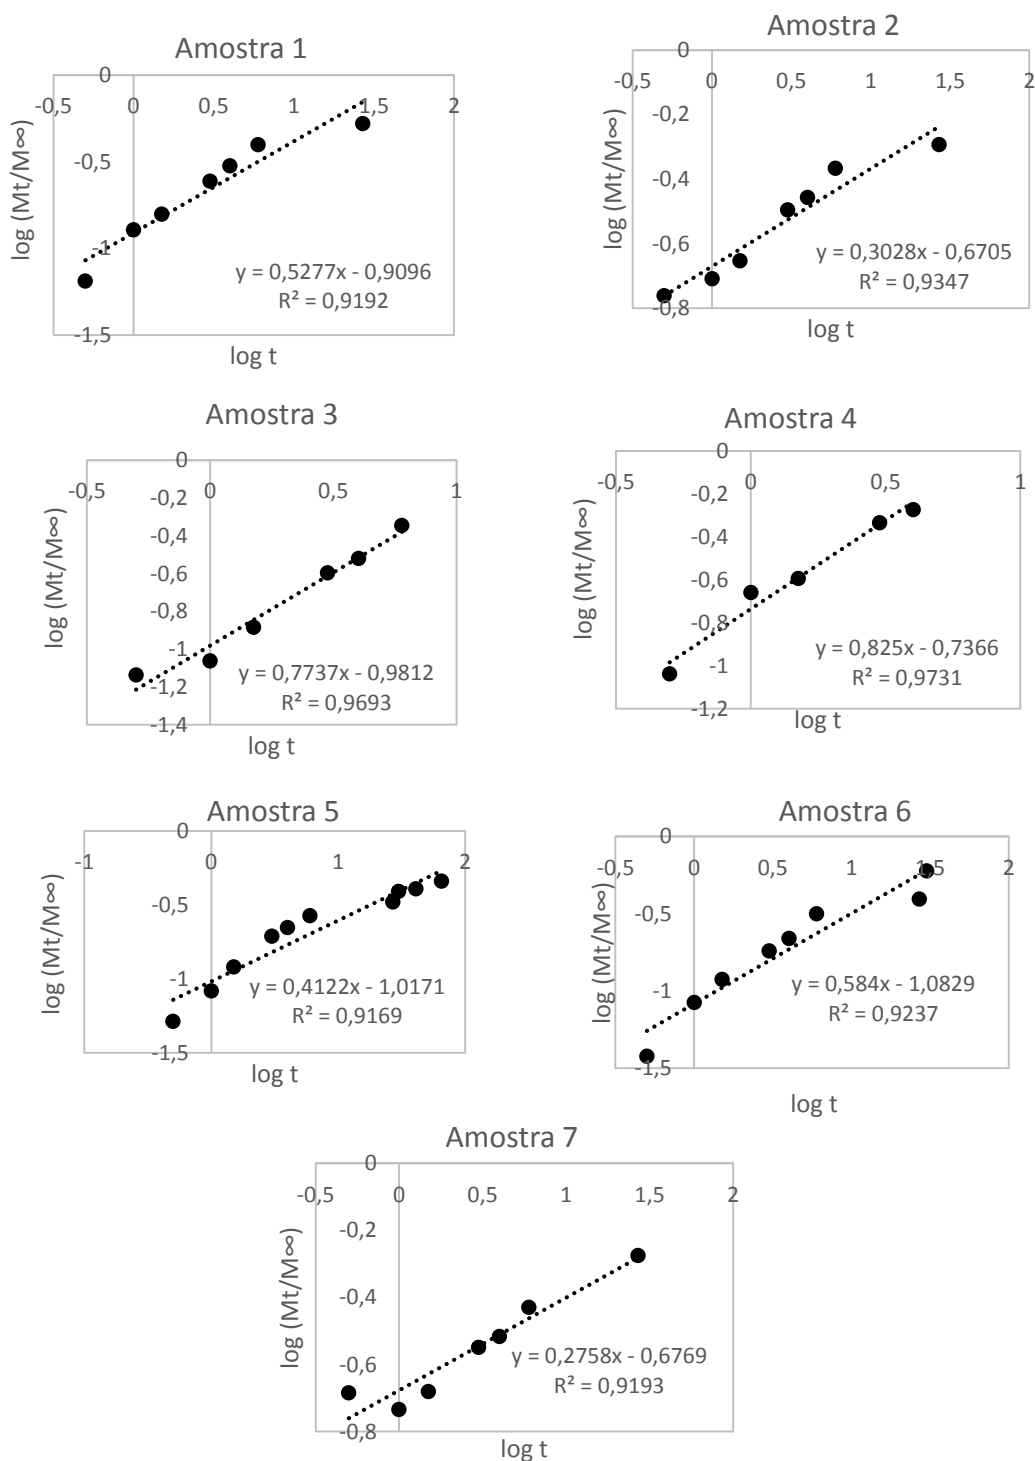 Amostra 1
0
-0,5 0 0,5 1 1,5 2
-0,5
-1
-1,5
log (Mt/M∞)
y = 0,5277x - 0,9096
R² = 0,9192
log t
Amostra 2
0
-0,5 0 0,5 1 1,5 2
-0,2
-0,4
-0,6
-0,8
log (Mt/M∞)
y = 0,3028x - 0,6705
R² = 0,9347
log t
Amostra 3
0
-0,5 0 0,5 1
-0,2
-0,4
-0,6
-0,8
-1
-1,2
-1,4
log (Mt/M∞)
y = 0,7737x - 0,9812
R² = 0,9693
log t
Amostra 4
0
-0,5 0 0,5 1
-0,2
-0,4
-0,6
-0,8
-1
-1,2
log (Mt/M∞)
y = 0,825x - 0,7366
R² = 0,9731
log t
Amostra 5
0
-1 0 1 2
-0,5
-1
-1,5
log (Mt/M∞)
y = 0,4122x - 1,0171
R² = 0,9169
log t
Amostra 6
0
-0,5 0 0,5 1 1,5 2
-0,5
-1
-1,5
log (Mt/M∞)
y = 0,584x - 1,0829
R² = 0,9237
log t
Amostra 7
0
-0,5 0 0,5 1 1,5 2
-0,2
-0,4
-0,6
-0,8
log (Mt/M∞)
y = 0,2758x - 0,6769
R² = 0,9193
log t